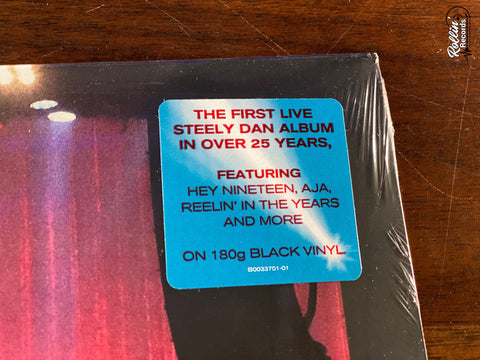 Rollin'
Records
THE FIRST LIVE
STEELY DAN ALBUM
IN OVER 25 YEARS,
FEATURING
HEY NINETEEN, AJA,
REELIN' IN THE YEARS
AND MORE
ON 180g BLACK VINYL.
B0033701-01